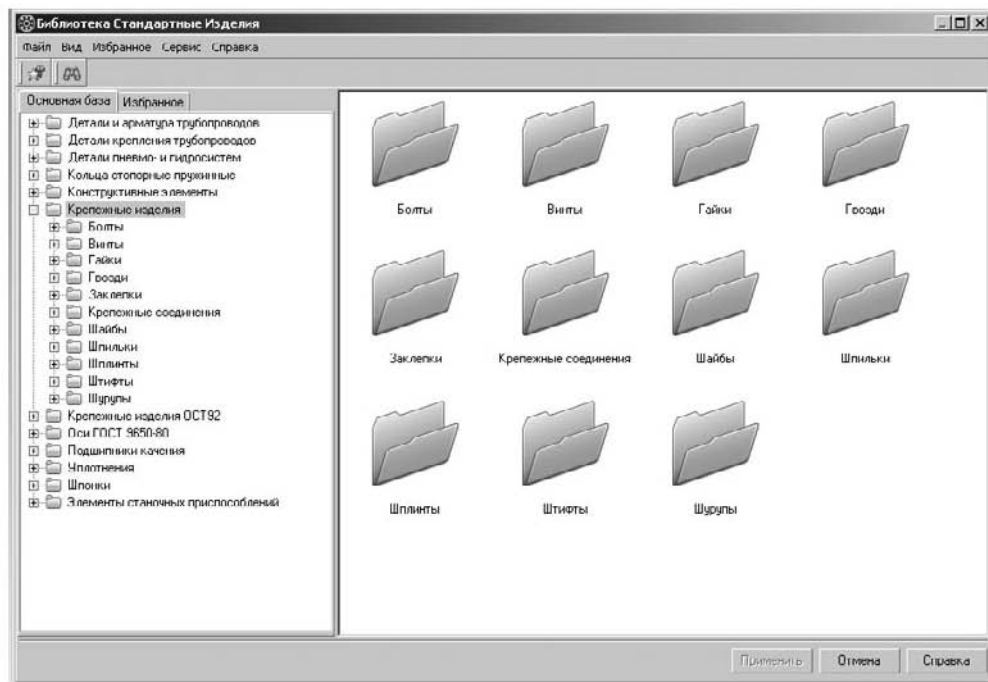 Библиотека Стандартные Изделия
Файл Вид Избранное Сервис Справка
Основная база Избранное
Детали и арматура трубопроводов
Детали крепления трубопроводов
Детали пневмо- и гидросистем
Кольца стопорные пружинные
Конструктивные элементы
Крепежные изделия
Болты
Винты
Гайки
Гвозди
Заклепки
Крепежные соединения
Шайбы
Шпильки
Шплинты
Штифты
Шурупы
Крепежные изделия ОСТ92
Оси ГОСТ 9650-80
Подшипники качения
Уплотнения
Шпонки
Элементы станочных приспособлений
Болты Винты Гайки Гвозди
Заклепки Крепежные соединения Шайбы Шпильки
Шплинты Штифты Шурупы
Применить Отмена Справка